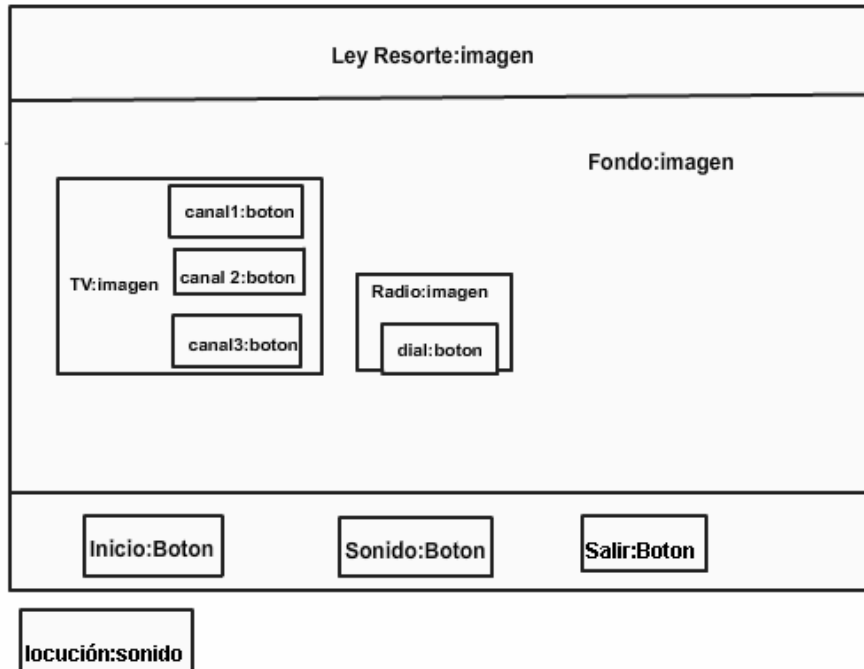 Ley Resorte:imagen
Fondo:imagen
canal1:boton
TV:imagen
canal 2:boton
canal3:boton
Radio:imagen
dial:boton
Inicio:Boton
Sonido:Boton
Salir:Boton
locución:sonido